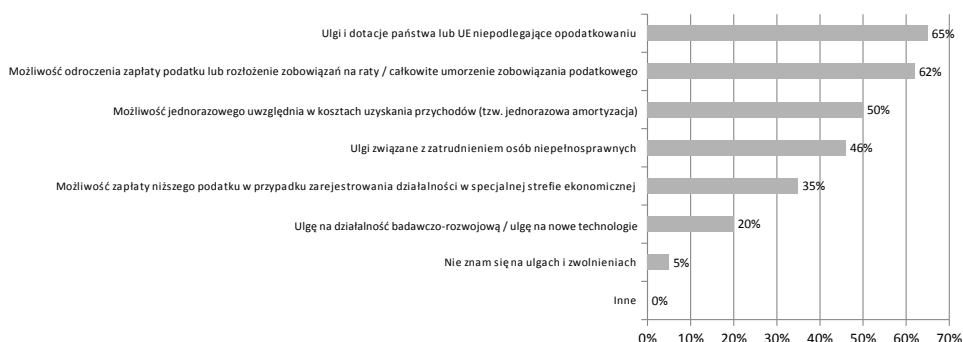 Ulgi i dotacje państwa lub UE niepodlegające opodatkowaniu 65%
Możliwość odroczenia zapłaty podatku lub rozłożenie zobowiązań na raty / całkowite umorzenie zobowiązania podatkowego 62%
Możliwość jednorazowego uwzględnia w kosztach uzyskania przychodów (tzw. jednorazowa amortyzacja) 50%
Ulgi związane z zatrudnieniem osób niepełnosprawnych 46%
Możliwość zapłaty niższego podatku w przypadku zarejestrowania działalności w specjalnej strefie ekonomicznej 35%
Ulgę na działalność badawczo-rozwojową / ulgę na nowe technologie 20%
Nie znam się na ulgach i zwolnieniach 5%
Inne 0%
0% 10% 20% 30% 40% 50% 60% 70%